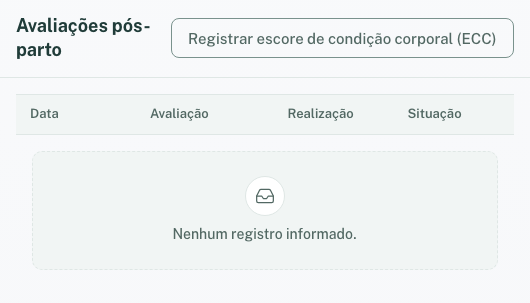 Avaliações pós-
parto
Registrar escore de condição corporal (ECC)
Data Avaliação Realização Situação
Nenhum registro informado.